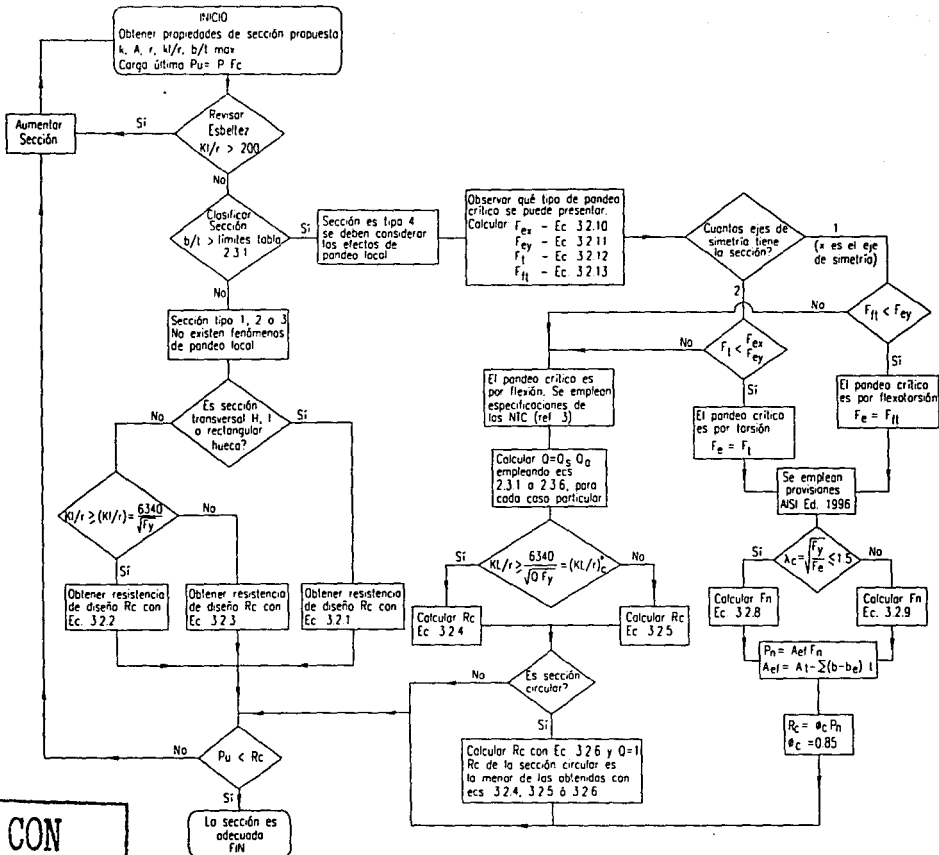 INICIO
Obtener propiedades de sección propuesta
k, A, r, kl/r, b/t max
Carga última Pu= P Fc
Aumentar
Sección
Sí
Revisar
Esbeltez
Kl/r > 200
No
Clasificar
Sección
b/t > límites tabla
2.3.1
Sí
Sección es tipo 4
se deben considerar
los efectos de
pandeo local
Observar qué tipo de pandeo
crítico se puede presentar.
Calcular Fex - Ec 3.2.10
Fey - Ec 3.2.11
Ft - Ec. 3.2.12
Fft - Ec. 3.2.13
Cuantos ejes de
simetría tiene
la sección?
1
(x es el eje
de simetría)
2
No
Fft < Fey
Sí
No
Sección tipo 1, 2 o 3
No existen fenómenos
de pandeo local
No
Ft < Fex
Fey
Sí
El pandeo crítico es
por flexión. Se emplean
especificaciones de
las NTC (ref 3)
El pandeo crítico
es por torsión
Fe = Ft
El pandeo crítico
es por flexotorsión
Fe = Fft
No
Es sección
transversal H, I
o rectangular
hueca?
Sí
Calcular Q=Qs Qa
empleando ecs
2.3.1 a 2.3.6, para
cada caso particular
Se emplean
provisiones
AISI Ed. 1996
Kl/r ≥ (Kl/r) = 6340/√Fy
No
Sí
Sí
KL/r ≥ 6340/√Q Fy = (KL/r)*c
No
Sí
λc = √Fy/Fe ≤ 1.5
No
Obtener resistencia
de diseño Rc con
Ec. 3.2.2
Obtener resistencia
de diseño Rc con
Ec 3.2.3
Obtener resistencia
de diseño Rc con
Ec 3.2.1
Calcular Rc
Ec 3.2.4
Calcular Rc
Ec 3.2.5
Calcular Fn
Ec 3.2.8
Calcular Fn
Ec. 3.2.9
Pn = Aef Fn
Aef = At - Σ(b-be) t
No
Es sección
circular?
Sí
Rc = øc Pn
øc = 0.85
No
Pu < Rc
Sí
Calcular Rc con Ec 3.2.6 y Q=1
Rc de la sección circular es
la menor de las obtenidas con
ecs 3.2.4, 3.2.5 ó 3.2.6
La sección es
adecuada
FIN
CON